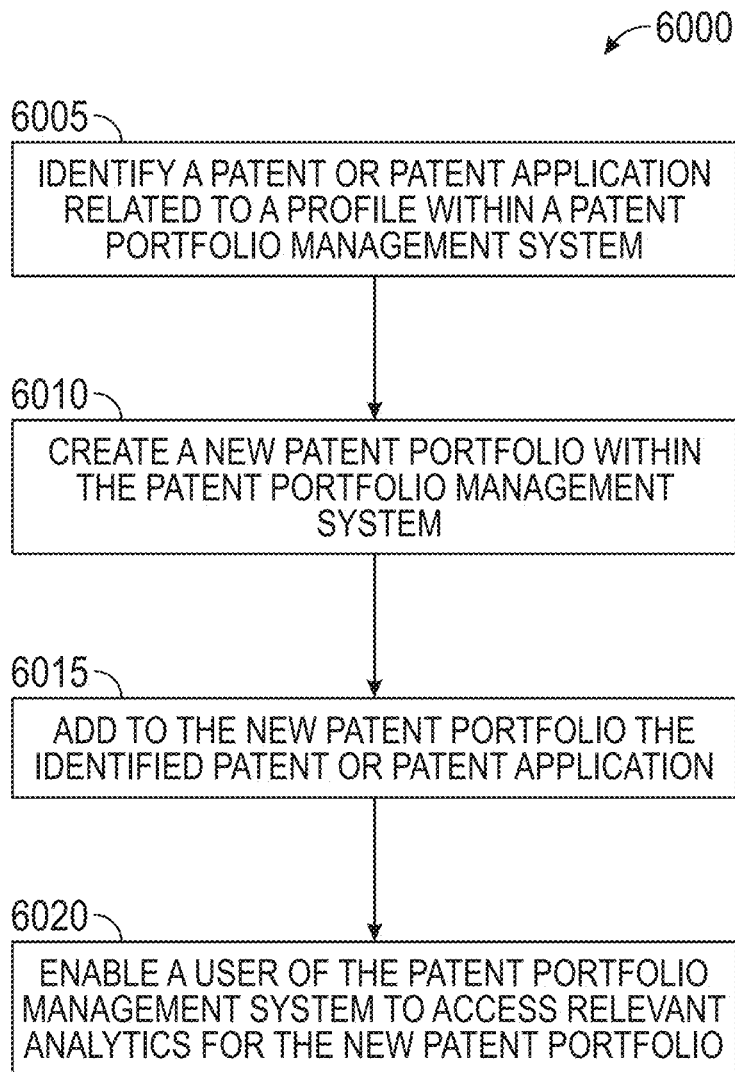 6000
6005
IDENTIFY A PATENT OR PATENT APPLICATION
RELATED TO A PROFILE WITHIN A PATENT
PORTFOLIO MANAGEMENT SYSTEM
6010
CREATE A NEW PATENT PORTFOLIO WITHIN
THE PATENT PORTFOLIO MANAGEMENT
SYSTEM
6015
ADD TO THE NEW PATENT PORTFOLIO THE
IDENTIFIED PATENT OR PATENT APPLICATION
6020
ENABLE A USER OF THE PATENT PORTFOLIO
MANAGEMENT SYSTEM TO ACCESS RELEVANT
ANALYTICS FOR THE NEW PATENT PORTFOLIO